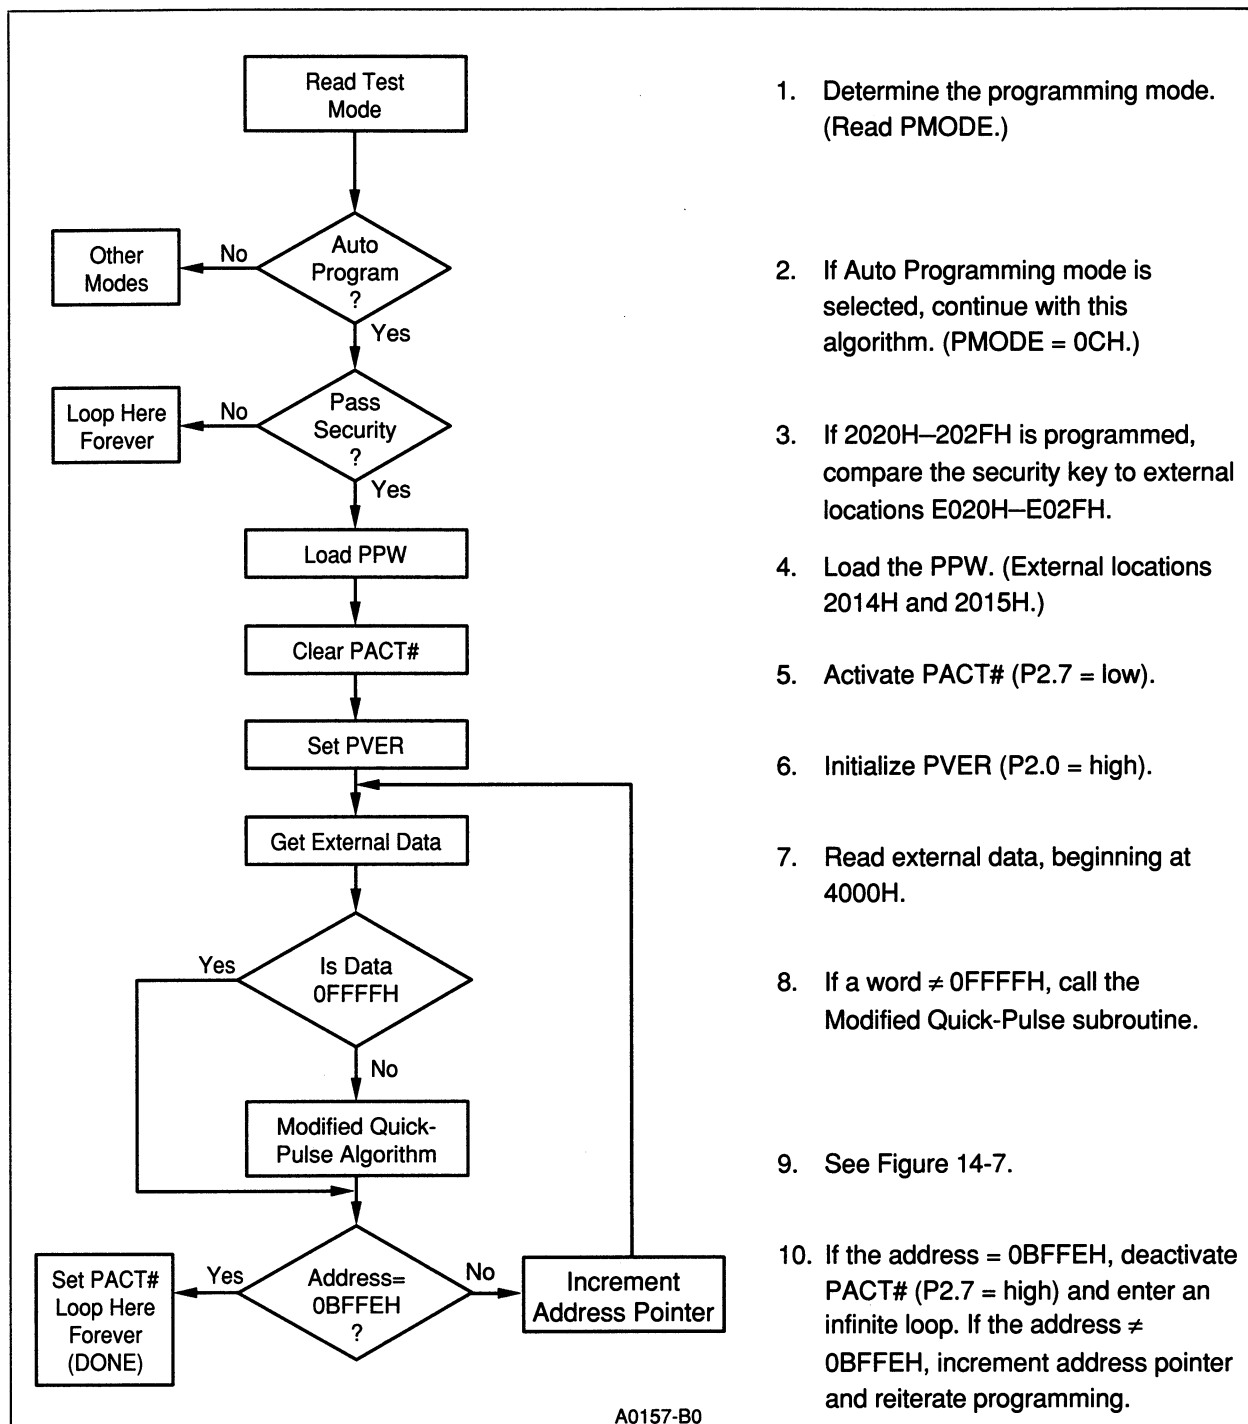 Read Test
Mode
Auto
Program
?
No
Other
Modes
Yes
Pass
Security
?
No
Loop Here
Forever
Yes
Load PPW
Clear PACT#
Set PVER
Get External Data
Is Data
0FFFFH
Yes
No
Modified Quick-
Pulse Algorithm
Address=
0BFFEH
?
Yes
Set PACT#
Loop Here
Forever
(DONE)
No
Increment
Address Pointer
1. Determine the programming mode.
(Read PMODE.)
2. If Auto Programming mode is
selected, continue with this
algorithm. (PMODE = 0CH.)
3. If 2020H–202FH is programmed,
compare the security key to external
locations E020H–E02FH.
4. Load the PPW. (External locations
2014H and 2015H.)
5. Activate PACT# (P2.7 = low).
6. Initialize PVER (P2.0 = high).
7. Read external data, beginning at
4000H.
8. If a word ≠ 0FFFFH, call the
Modified Quick-Pulse subroutine.
9. See Figure 14-7.
10. If the address = 0BFFEH, deactivate
PACT# (P2.7 = high) and enter an
infinite loop. If the address ≠
0BFFEH, increment address pointer
and reiterate programming.
A0157-B0